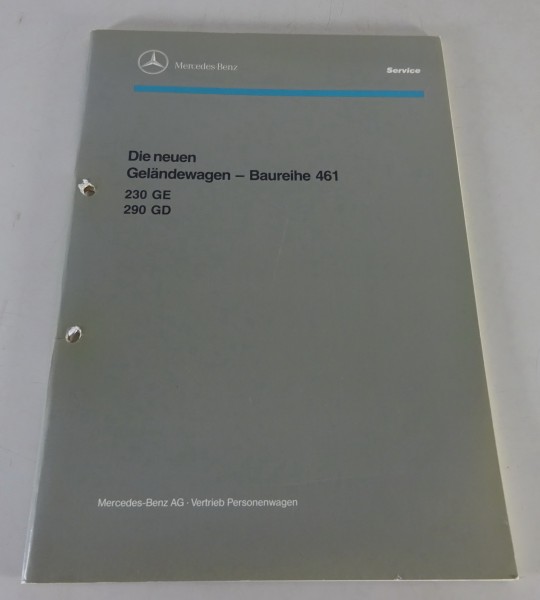 Mercedes-Benz
Service
Die neuen
Geländewagen – Baureihe 461
230 GE
290 GD
Mercedes-Benz AG · Vertrieb Personenwagen